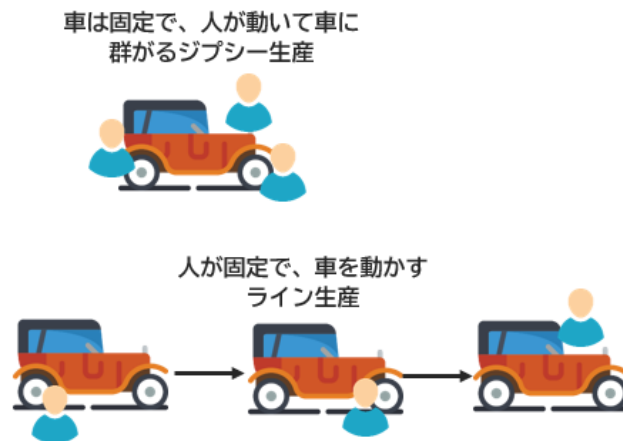 車は固定で、人が動いて車に
群がるジプシー生産
人が固定で、車を動かす
ライン生産